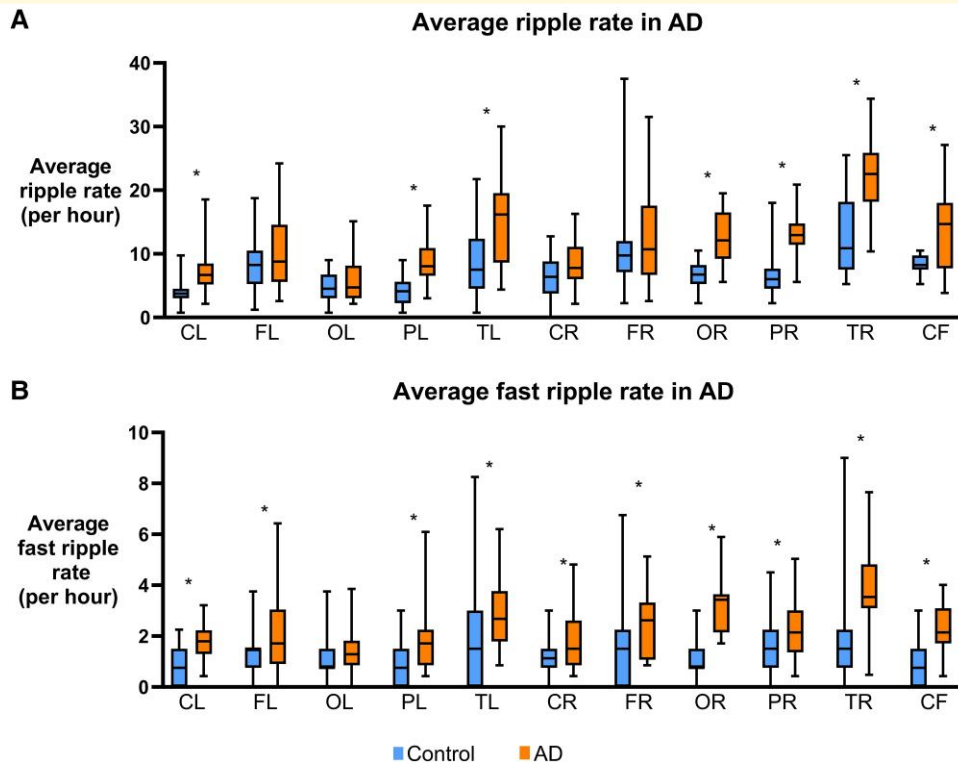 A
Average ripple rate in AD
Average
ripple rate
(per hour)
40
30
20
10
0
* * * * * * *
CL FL OL PL TL CR FR OR PR TR CF
B
Average fast ripple rate in AD
Average
fast ripple
rate
(per hour)
10
8
6
4
2
0
* * * * * * * * * *
CL FL OL PL TL CR FR OR PR TR CF
Control AD